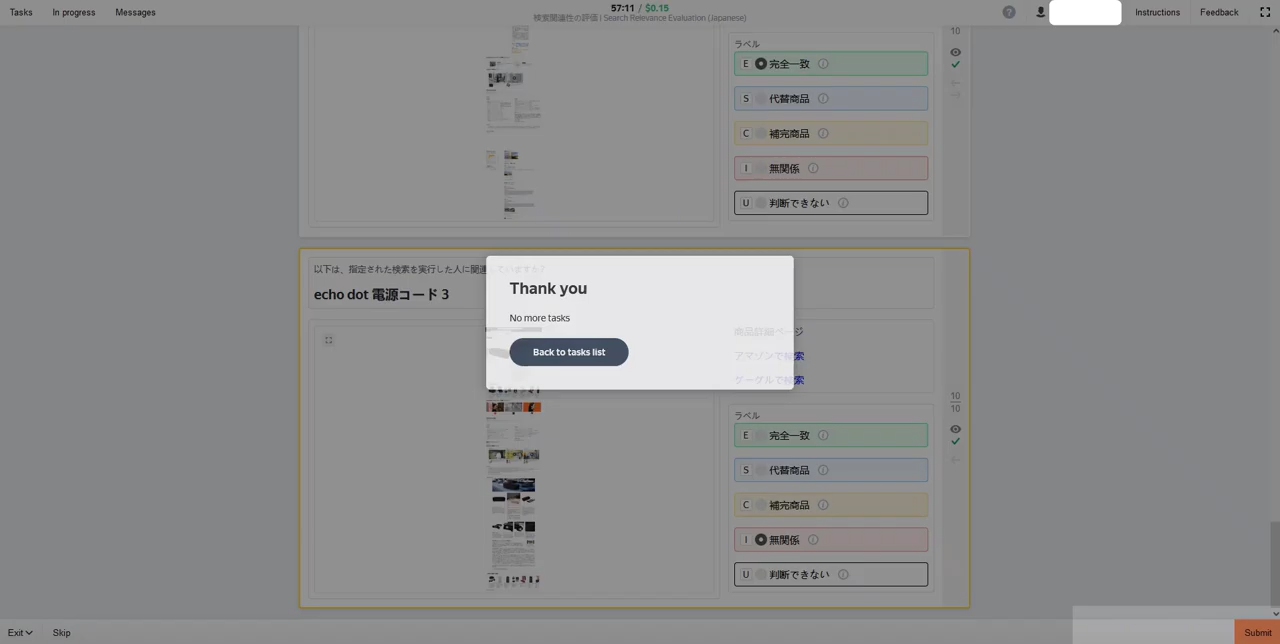 Tasks In progress Messages 57:11 / $0.15 ? Instructions Feedback
検索関連性の評価 | Search Relevance Evaluation (Japanese)
10
ラベル
E 完全一致
S 代替商品
C 補完商品
I 無関係
U 判断できない
以下は、指定された検索を実行した人に関連していますか?
echo dot 電源コード 3
Thank you
No more tasks
Back to tasks list
商品詳細ページ
アマゾンで検索
グーグルで検索
10
10
ラベル
E 完全一致
S 代替商品
C 補完商品
I 無関係
U 判断できない
Exit Skip Submit